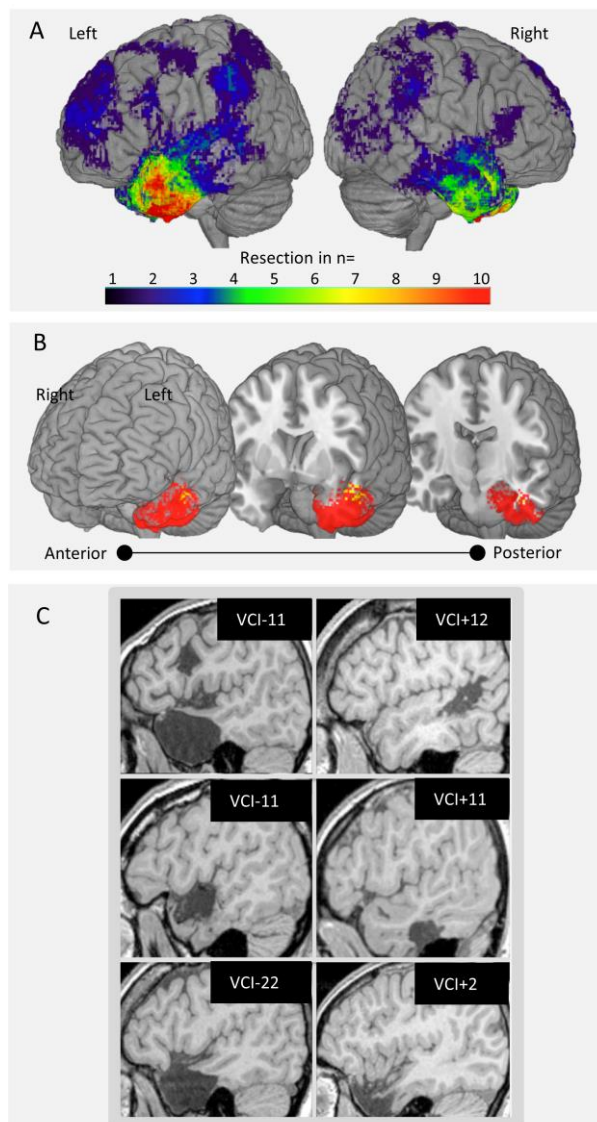 A
Left
Right
Resection in n=
1 2 3 4 5 6 7 8 9 10
B
Right
Left
Anterior
Posterior
C
VCI-11
VCI+12
VCI-11
VCI+11
VCI-22
VCI+2